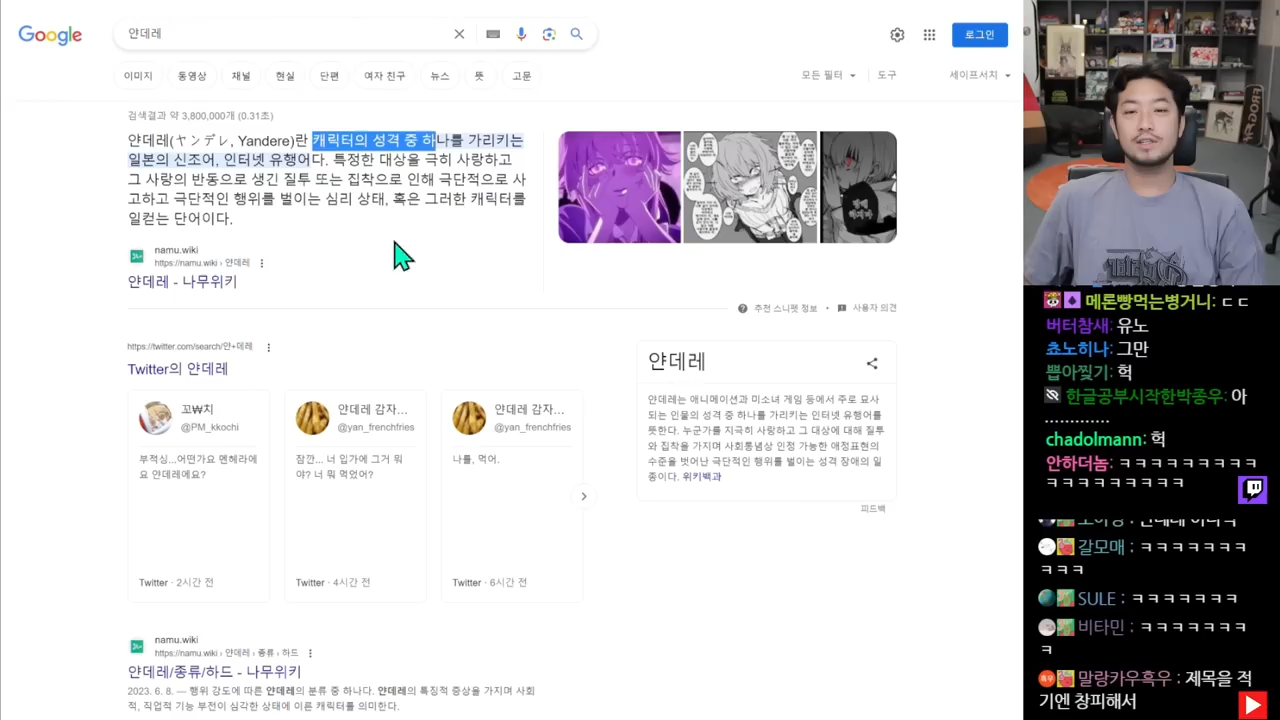 Google
얀데레
로그인
이미지
동영상
채널
현실
단편
여자 친구
뉴스
뜻
고문
모든 필터
도구
세이프서치
검색결과 약 3,800,000개 (0.31초)
얀데레(ヤンデレ, Yandere)란 캐릭터의 성격 중 하나를 가리키는
일본의 신조어, 인터넷 유행어다. 특정한 대상을 극히 사랑하고
그 사랑의 반동으로 생긴 질투 또는 집착으로 인해 극단적으로 사
고하고 극단적인 행위를 벌이는 심리 상태, 혹은 그러한 캐릭터를
일컫는 단어이다.
namu.wiki
https://namu.wiki › 얀데레
얀데레 - 나무위키
추천 스니펫 정보 • 사용자 의견
https://twitter.com/search/얀+데레
Twitter의 얀데레
꼬₩치
@PM_kkochi
부적싱...어떤가요 멘헤라에
요 얀데레에요?
Twitter · 2시간 전
얀데레 감자...
@yan_frenchfries
잠깐... 너 입가에 그거 뭐
야? 너 뭐 먹었어?
Twitter · 4시간 전
얀데레 감자...
@yan_frenchfries
나를, 먹어.
Twitter · 6시간 전
얀데레
얀데레는 애니메이션과 미소녀 게임 등에서 주로 묘사
되는 인물의 성격 중 하나를 가리키는 인터넷 유행어를
뜻한다. 누군가를 지극히 사랑하고 그 대상에 대해 질투
와 집착을 가지며 사회통념상 인정 가능한 애정표현의
수준을 벗어난 극단적인 행위를 벌이는 성격 장애의 일
종이다. 위키백과
피드백
namu.wiki
https://namu.wiki › 얀데레 › 종류 › 하드
얀데레/종류/하드 - 나무위키
2023. 6. 8. — 행위 강도에 따른 얀데레의 분류 중 하나다. 얀데레의 특징적 증상을 가지며 사회
적, 직업적 기능 부전이 심각한 상태에 이른 캐릭터를 의미한다.
메론빵먹는병거니: ㄷㄷ
버터참새: 유노
쵸노히나: 그만
뽑아찢기: 헉
한글공부시작한박종우: 아
.............
chadolmann: 헉
안하더놈: ㅋㅋㅋㅋㅋㅋㅋㅋㅋ
ㅋㅋㅋㅋㅋㅋㅋㅋㅋ
갈모매 : ㅋㅋㅋㅋㅋㅋㅋ
ㅋㅋㅋ
SULE : ㅋㅋㅋㅋㅋㅋㅋ
비타민 : ㅋㅋㅋㅋㅋㅋㅋ
ㅋ
말랑카우흑우 : 제목을 적
기엔 창피해서